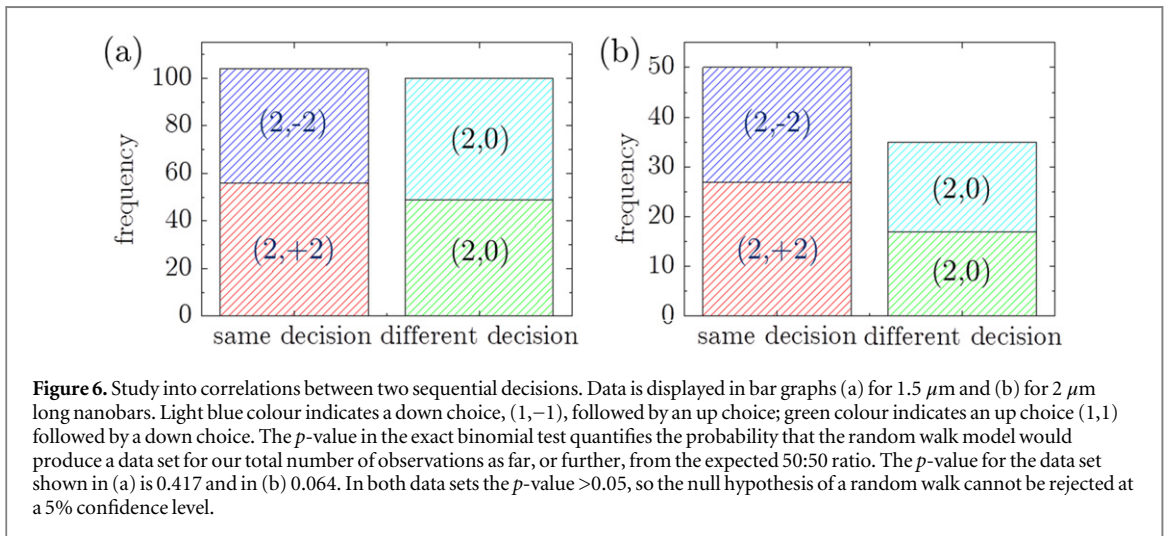 (a)
100
80
60
40
20
0
frequency
(2,-2)
(2,+2)
(2,0)
(2,0)
same decision different decision
(b)
50
40
30
20
10
0
frequency
(2,-2)
(2,+2)
(2,0)
(2,0)
same decision different decision
Figure 6. Study into correlations between two sequential decisions. Data is displayed in bar graphs (a) for 1.5 μm and (b) for 2 μm
long nanobars. Light blue colour indicates a down choice, (1,−1), followed by an up choice; green colour indicates an up choice (1,1)
followed by a down choice. The p-value in the exact binomial test quantifies the probability that the random walk model would
produce a data set for our total number of observations as far, or further, from the expected 50:50 ratio. The p-value for the data set
shown in (a) is 0.417 and in (b) 0.064. In both data sets the p-value >0.05, so the null hypothesis of a random walk cannot be rejected at
a 5% confidence level.